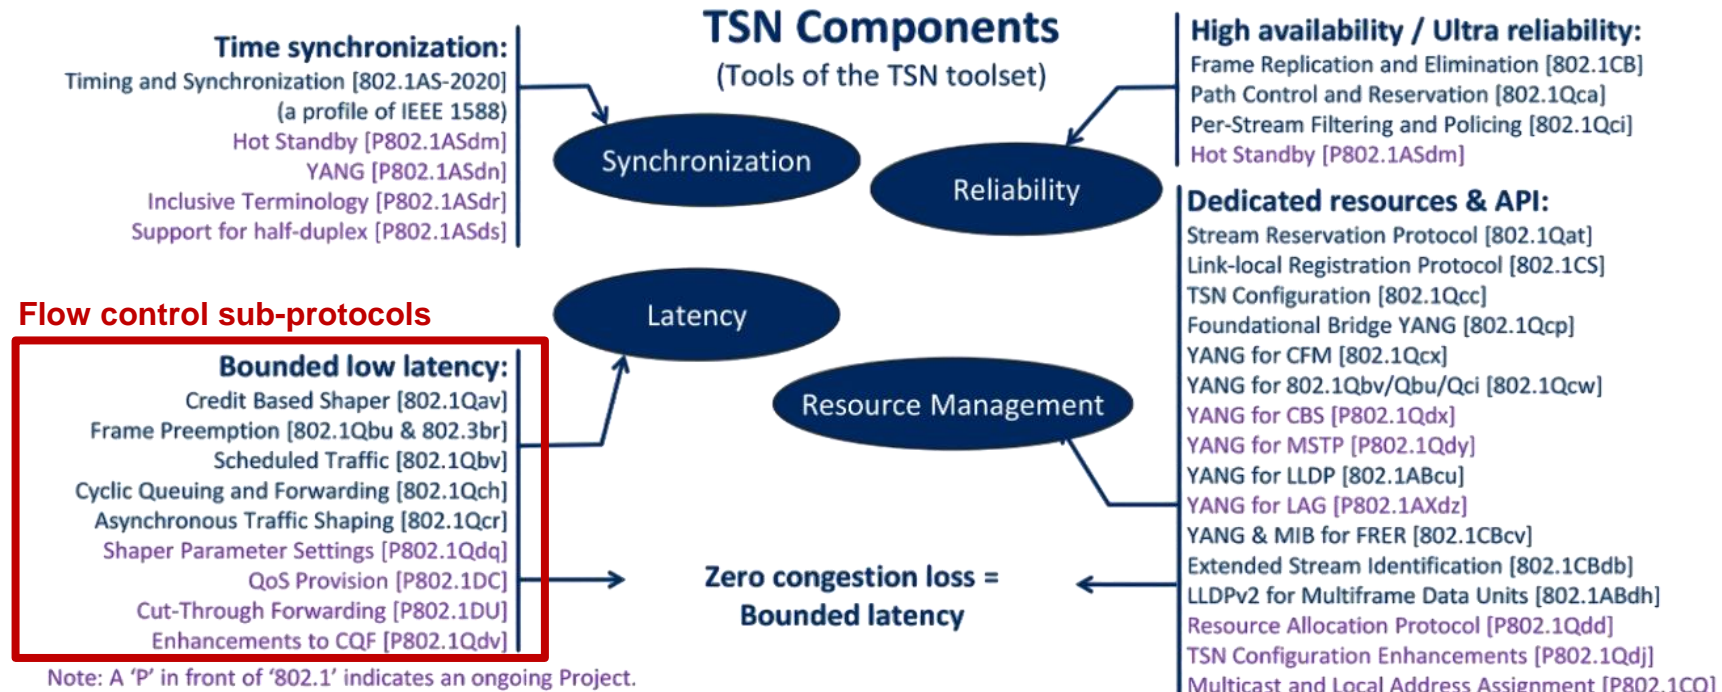 TSN Components
(Tools of the TSN toolset)
Time synchronization:
Timing and Synchronization [802.1AS-2020]
(a profile of IEEE 1588)
Hot Standby [P802.1ASdm]
YANG [P802.1ASdn]
Inclusive Terminology [P802.1ASdr]
Support for half-duplex [P802.1ASds]
Synchronization
High availability / Ultra reliability:
Frame Replication and Elimination [802.1CB]
Path Control and Reservation [802.1Qca]
Per-Stream Filtering and Policing [802.1Qci]
Hot Standby [P802.1ASdm]
Reliability
Flow control sub-protocols
Bounded low latency:
Credit Based Shaper [802.1Qav]
Frame Preemption [802.1Qbu & 802.3br]
Scheduled Traffic [802.1Qbv]
Cyclic Queuing and Forwarding [802.1Qch]
Asynchronous Traffic Shaping [802.1Qcr]
Shaper Parameter Settings [P802.1Qdq]
QoS Provision [P802.1DC]
Cut-Through Forwarding [P802.1DU]
Enhancements to CQF [P802.1Qdv]
Note: A ‘P’ in front of ‘802.1’ indicates an ongoing Project.
Latency
Resource Management
Zero congestion loss =
Bounded latency
Dedicated resources & API:
Stream Reservation Protocol [802.1Qat]
Link-local Registration Protocol [802.1CS]
TSN Configuration [802.1Qcc]
Foundational Bridge YANG [802.1Qcp]
YANG for CFM [802.1Qcx]
YANG for 802.1Qbv/Qbu/Qci [802.1Qcw]
YANG for CBS [P802.1Qdx]
YANG for MSTP [P802.1Qdy]
YANG for LLDP [802.1ABcu]
YANG for LAG [P802.1AXdz]
YANG & MIB for FRER [802.1CBcv]
Extended Stream Identification [802.1CBdb]
LLDPv2 for Multiframe Data Units [802.1ABdh]
Resource Allocation Protocol [P802.1Qdd]
TSN Configuration Enhancements [P802.1Qdj]
Multicast and Local Address Assignment [P802.1CQ]